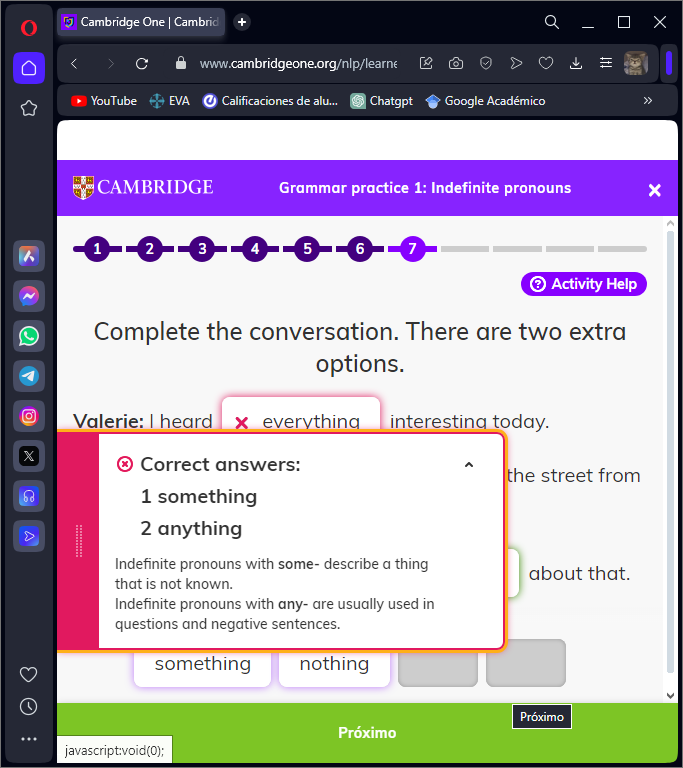 Cambridge One | Cambrid
www.cambridgeone.org/nlp/learne
YouTube EVA Calificaciones de alu... Chatgpt Google Académico »
CAMBRIDGE Grammar practice 1: Indefinite pronouns
1 2 3 4 5 6 7
Activity Help
Complete the conversation. There are two extra
options.
Valerie: I heard everything interesting today.
the street from
Correct answers:
1 something
2 anything
about that.
Indefinite pronouns with some- describe a thing
that is not known.
Indefinite pronouns with any- are usually used in
questions and negative sentences.
something nothing
Próximo
Próximo
javascript:void(0);